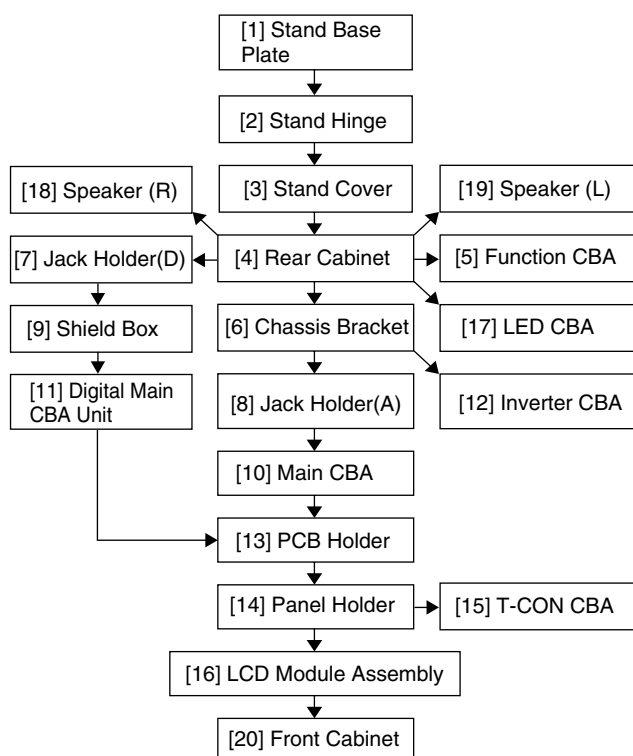 [1] Stand Base
Plate
[2] Stand Hinge
[18] Speaker (R)
[3] Stand Cover
[19] Speaker (L)
[7] Jack Holder(D)
[4] Rear Cabinet
[5] Function CBA
[9] Shield Box
[6] Chassis Bracket
[17] LED CBA
[11] Digital Main
CBA Unit
[8] Jack Holder(A)
[12] Inverter CBA
[10] Main CBA
[13] PCB Holder
[14] Panel Holder
[15] T-CON CBA
[16] LCD Module Assembly
[20] Front Cabinet